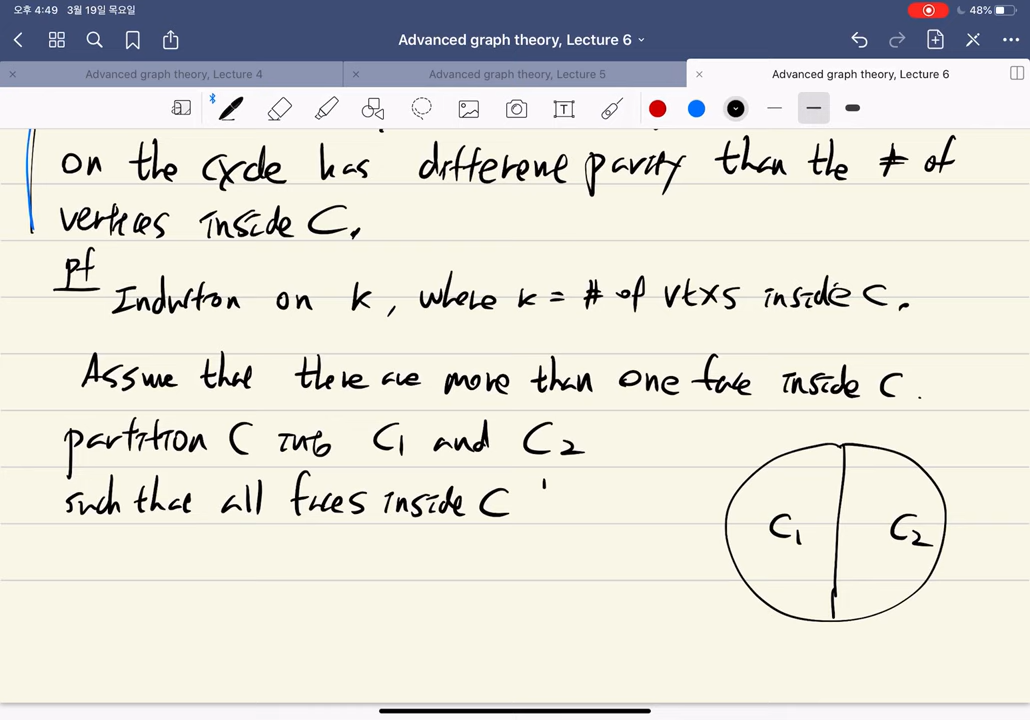 오후 4:49 3월 19일 목요일
48%
Advanced graph theory, Lecture 6
Advanced graph theory, Lecture 4
Advanced graph theory, Lecture 5
Advanced graph theory, Lecture 6
on the cycle has different parity than the # of
vertices inside C.
pf
Induction on k, where k = # of vtxs inside C.
Assume that there are more than one face inside C.
partition C into C1 and C2
such that all faces inside C
C1
C2